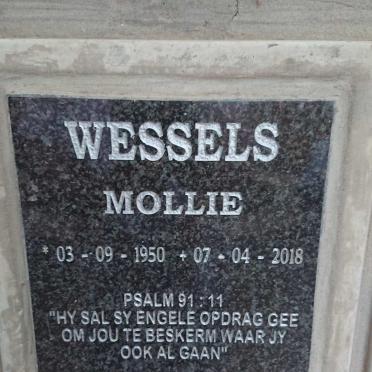 WESSELS
MOLLIE
* 03 - 09 - 1950 + 07 - 04 - 2018
PSALM 91 : 11
"HY SAL SY ENGELE OPDRAG GEE
OM JOU TE BESKERM WAAR JY
OOK AL GAAN"